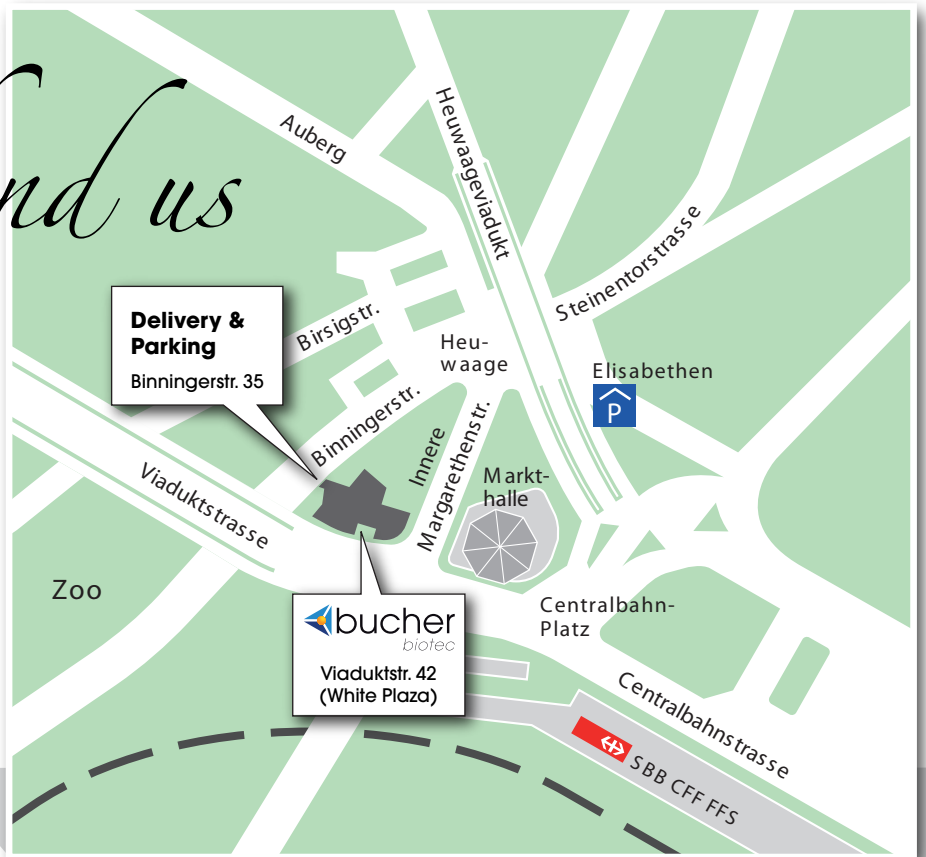 nd us
Auberg
Heuwaageviadukt
Steinentorstrasse
Delivery &
Parking
Binningerstr. 35
Birsigstr.
Heu-
waage
Elisabethen
P
Binningerstr.
Innere
Margarethenstr.
Markt-
halle
Viaduktstrasse
Zoo
bucher
biotec
Viaduktstr. 42
(White Plaza)
Centralbahn-
Platz
Centralbahnstrasse
SBB CFF FFS